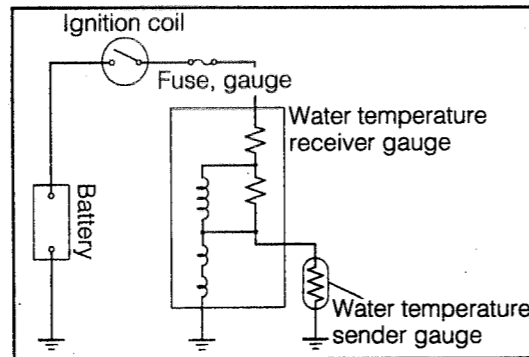 Ignition coil
Fuse, gauge
Water temperature
receiver gauge
Battery
Water temperature
sender gauge